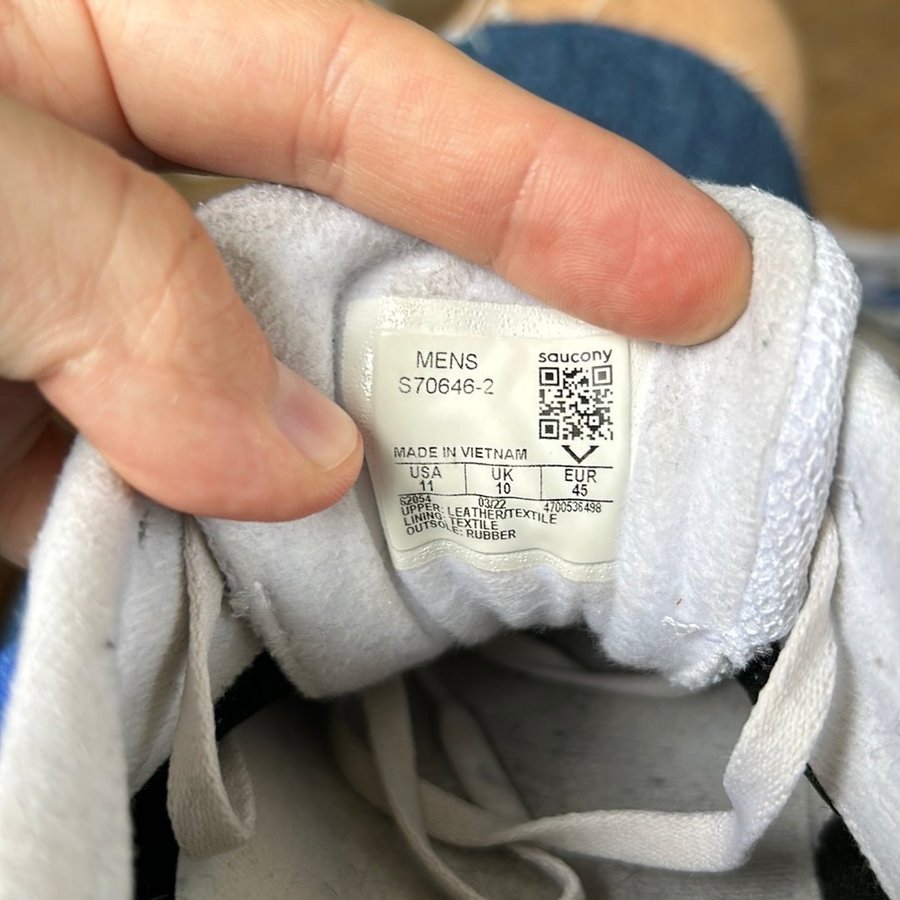 MENS
S70646-2
saucony
MADE IN VIETNAM
USA UK EUR
11 10 45
62054 03/22 4700536498
UPPER: LEATHER/TEXTILE
LINING: TEXTILE
OUTSOLE: RUBBER